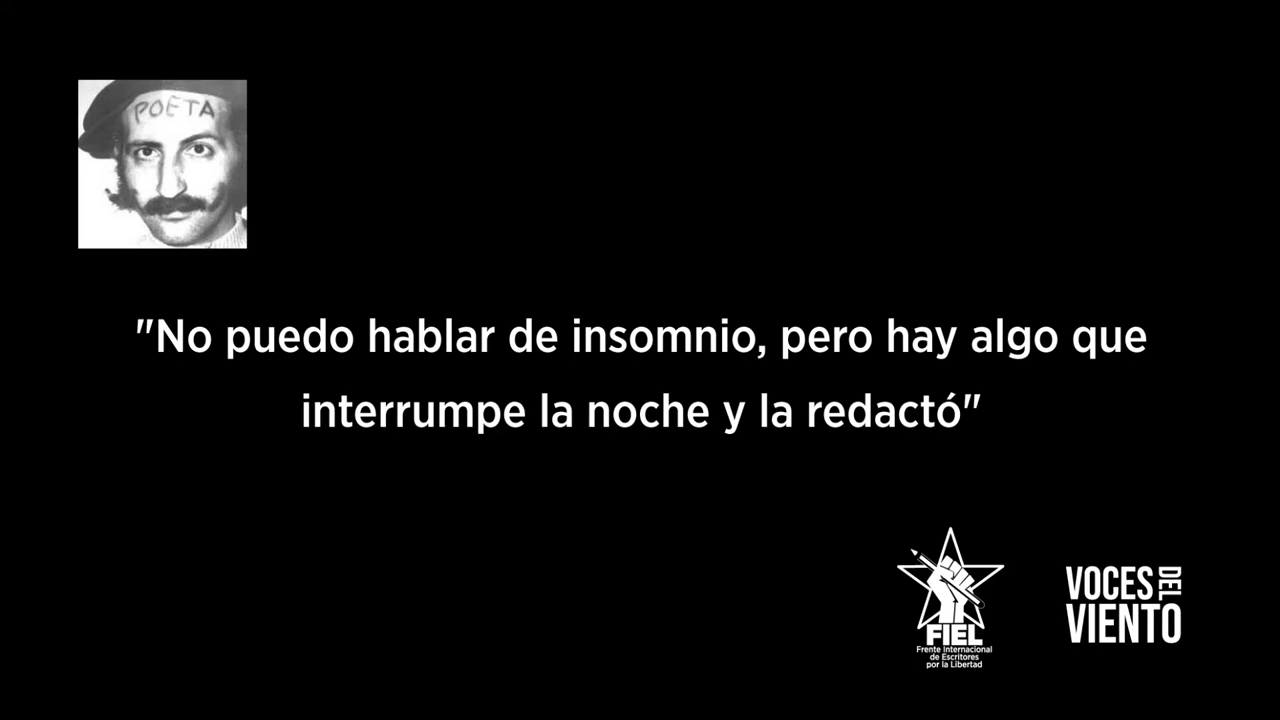 POETA
"No puedo hablar de insomnio, pero hay algo que
interrumpe la noche y la redactó"
FIEL
Frente Internacional
de Escritores
por la Libertad
VOCES DEL
VIENTO